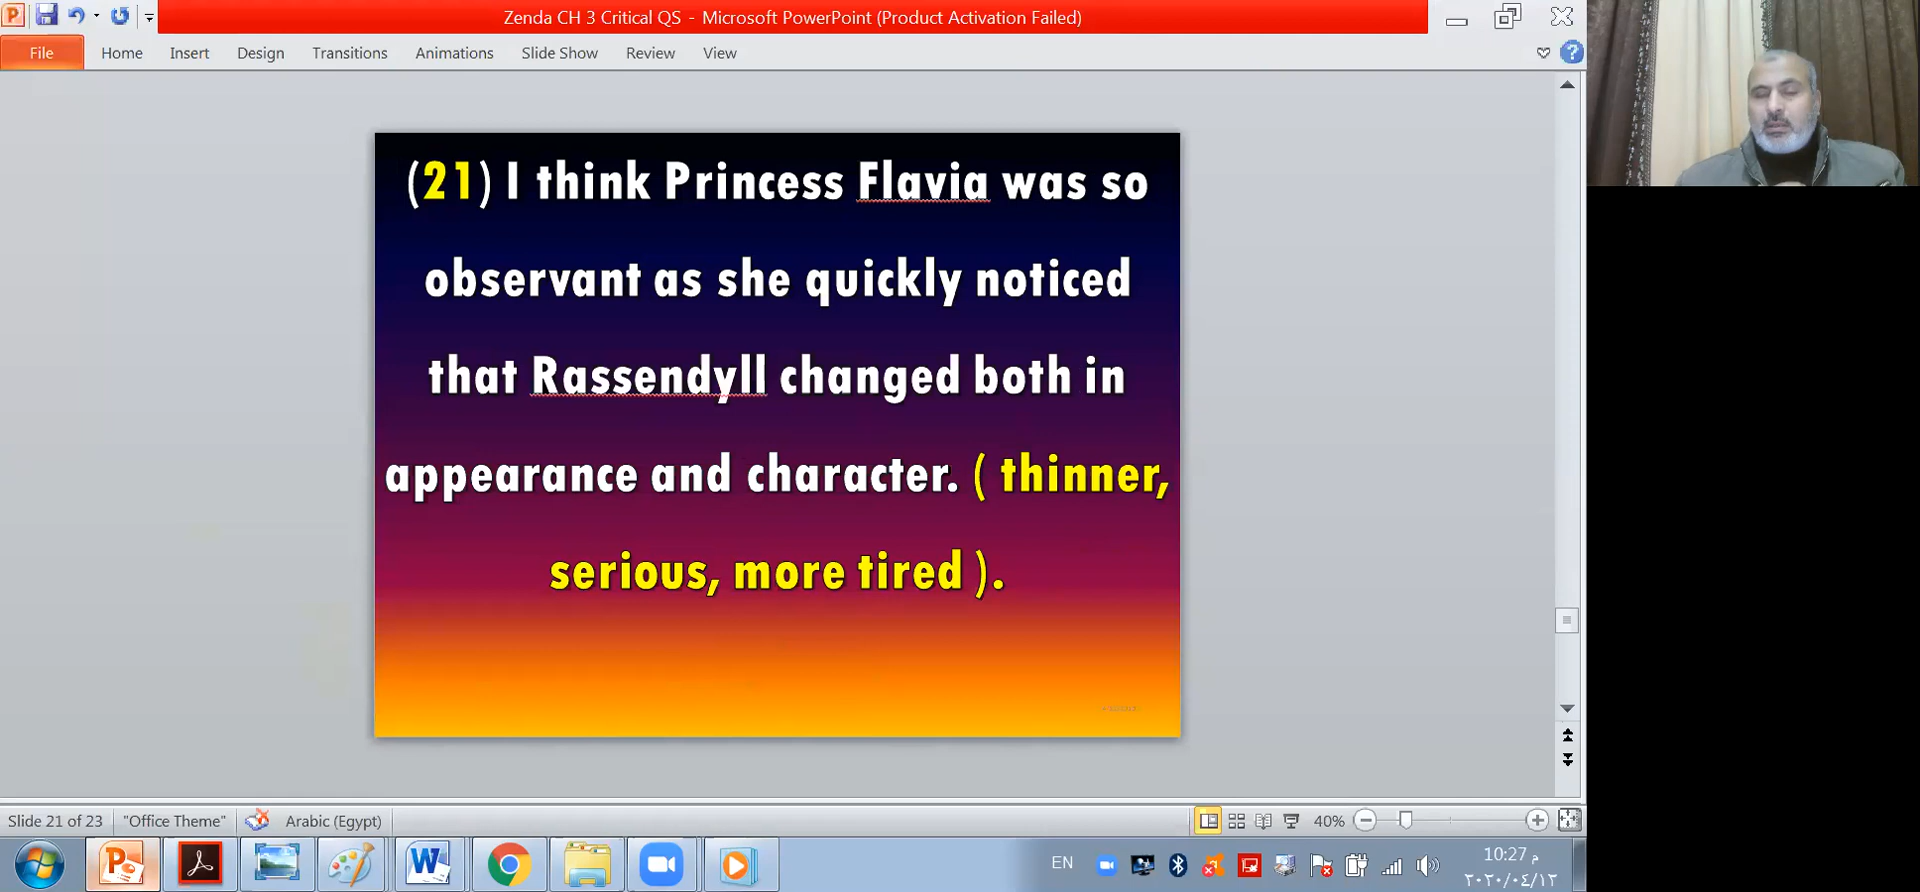 Zenda CH 3 Critical QS - Microsoft PowerPoint (Product Activation Failed)
File Home Insert Design Transitions Animations Slide Show Review View
(21) I think Princess Flavia was so
observant as she quickly noticed
that Rassendyll changed both in
appearance and character. ( thinner,
serious, more tired ).
Slide 21 of 23 "Office Theme" Arabic (Egypt) 40%
EN 10:27 م
٢٠٢٠/٠٤/١٢